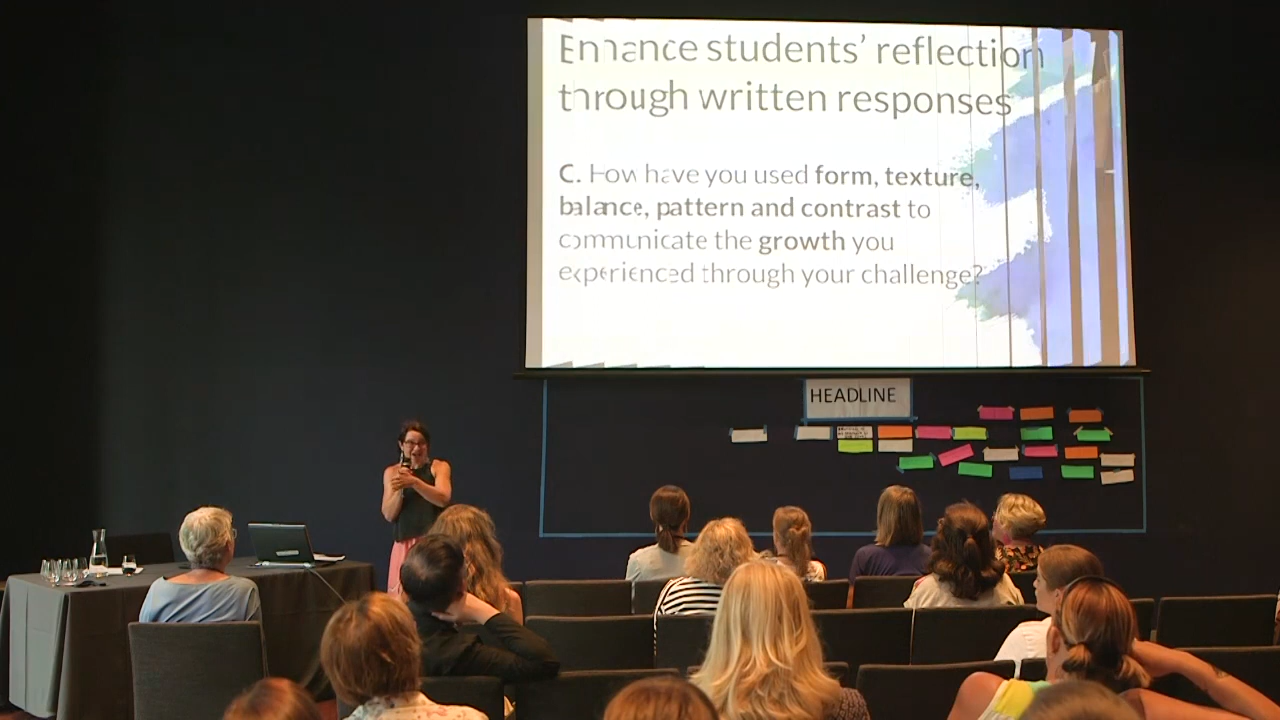 Enhance students’ reflection
through written responses
C. How have you used form, texture,
balance, pattern and contrast to
communicate the growth you
experienced through your challenge?
HEADLINE